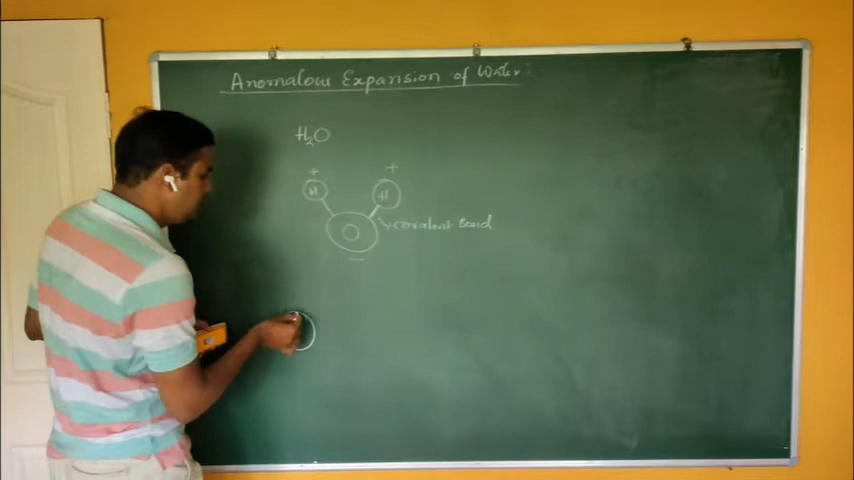 Anomalous Expansion of Water :
H₂O
+ +
H H
O Covalent Bond
—